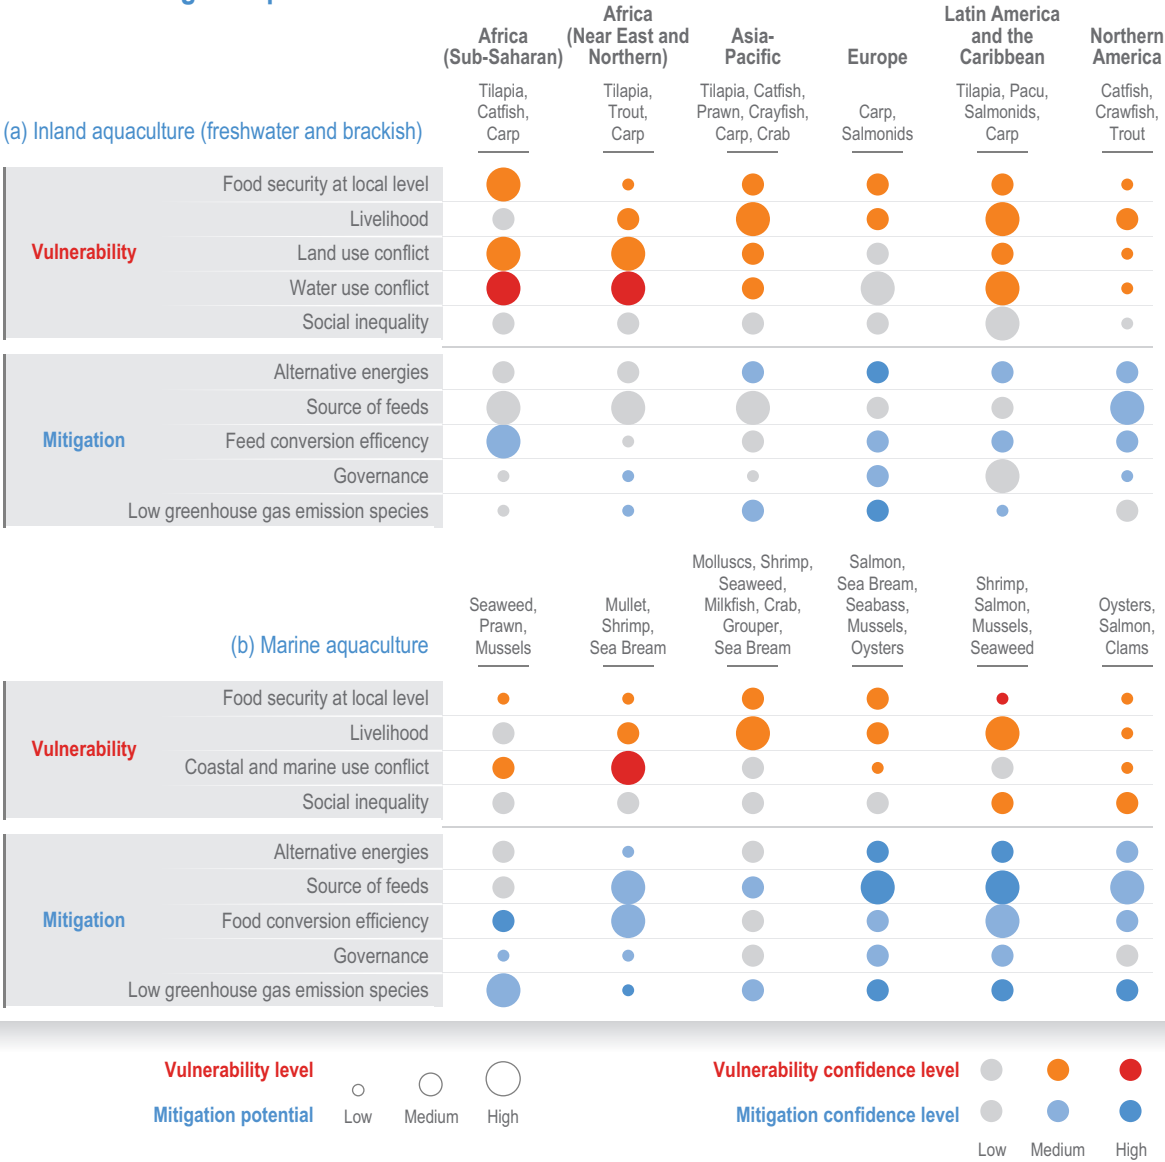 Africa
(Sub-Saharan)
Africa
(Near East and
Northern)
Asia-
Pacific
Europe
Latin America
and the
Caribbean
Northern
America
(a) Inland aquaculture (freshwater and brackish)
Tilapia,
Catfish,
Carp
Tilapia,
Trout,
Carp
Tilapia, Catfish,
Prawn, Crayfish,
Carp, Crab
Carp,
Salmonids
Tilapia, Pacu,
Salmonids,
Carp
Catfish,
Crawfish,
Trout
Vulnerability
Food security at local level
Livelihood
Land use conflict
Water use conflict
Social inequality
Mitigation
Alternative energies
Source of feeds
Feed conversion efficency
Governance
Low greenhouse gas emission species
(b) Marine aquaculture
Seaweed,
Prawn,
Mussels
Mullet,
Shrimp,
Sea Bream
Molluscs, Shrimp,
Seaweed,
Milkfish, Crab,
Grouper,
Sea Bream
Salmon,
Sea Bream,
Seabass,
Mussels,
Oysters
Shrimp,
Salmon,
Mussels,
Seaweed
Oysters,
Salmon,
Clams
Vulnerability
Food security at local level
Livelihood
Coastal and marine use conflict
Social inequality
Mitigation
Alternative energies
Source of feeds
Food conversion efficiency
Governance
Low greenhouse gas emission species
Vulnerability level
Mitigation potential
Low Medium High
Vulnerability confidence level
Mitigation confidence level
Low Medium High